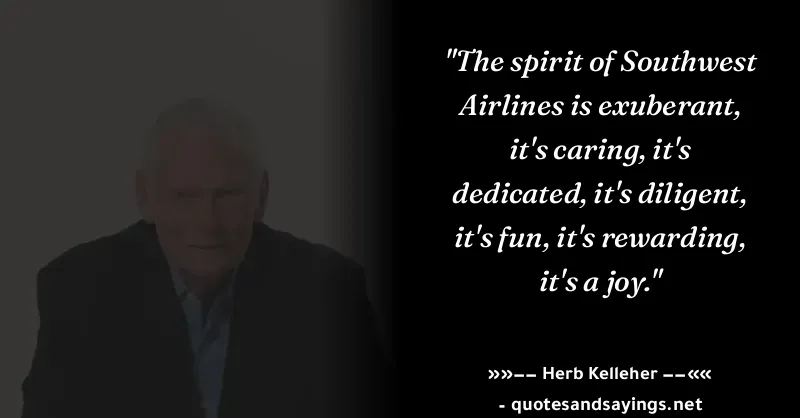 "The spirit of Southwest
Airlines is exuberant,
it's caring, it's
dedicated, it's diligent,
it's fun, it's rewarding,
it's a joy."
»»–– Herb Kelleher ––««
- quotesandsayings.net